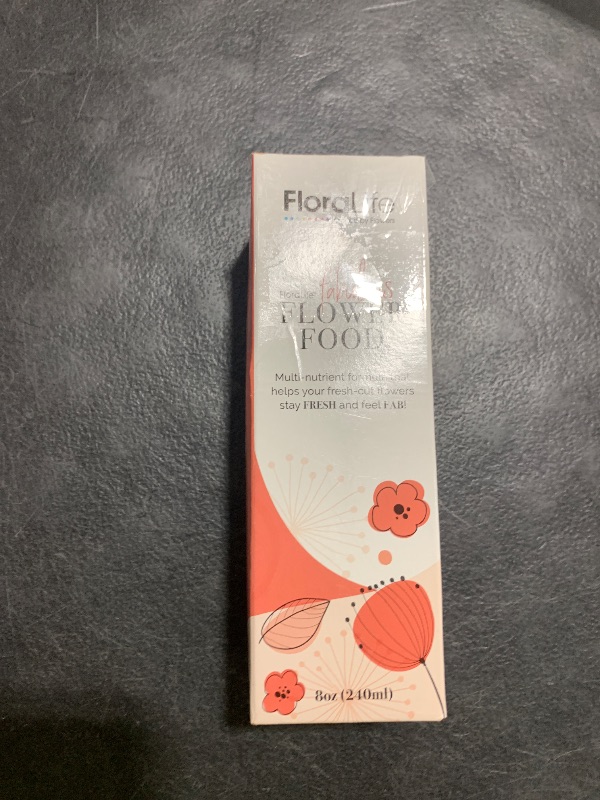 FloraLife
FloraLife
FLOWER
FOOD
Multi-nutrient formula that
helps your fresh-cut flowers
stay FRESH and feel FAB!
8oz (240ml)